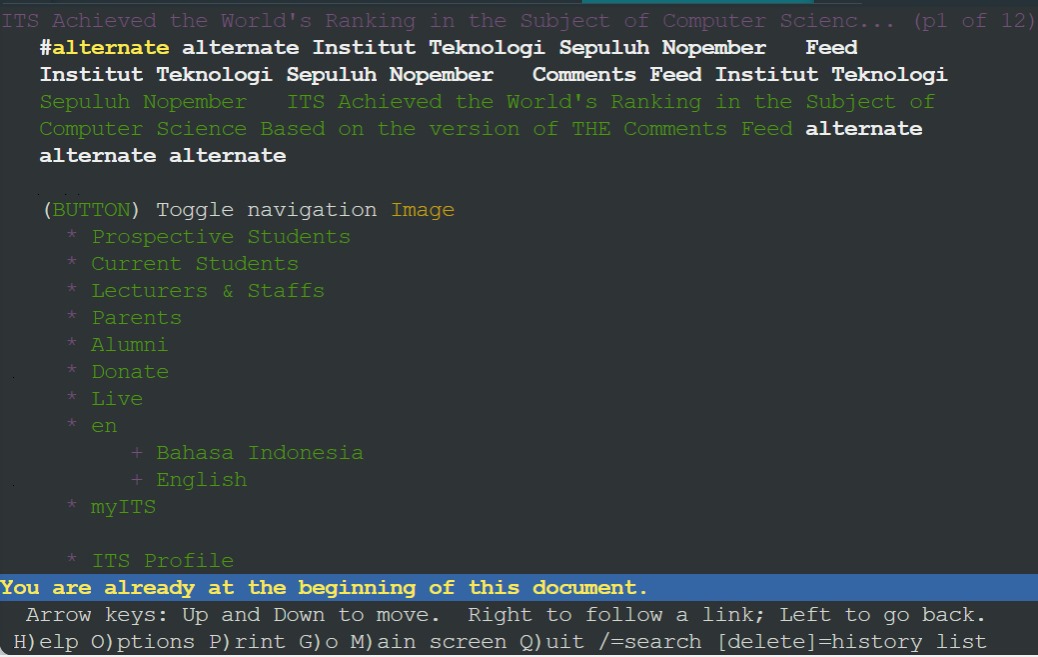 ITS Achieved the World's Ranking in the Subject of Computer Scienc... (p1 of 12)
#alternate alternate Institut Teknologi Sepuluh Nopember Feed
Institut Teknologi Sepuluh Nopember Comments Feed Institut Teknologi
Sepuluh Nopember ITS Achieved the World's Ranking in the Subject of
Computer Science Based on the version of THE Comments Feed alternate
alternate alternate
(BUTTON) Toggle navigation Image
* Prospective Students
* Current Students
* Lecturers & Staffs
* Parents
* Alumni
* Donate
* Live
* en
+ Bahasa Indonesia
+ English
* myITS
* ITS Profile
You are already at the beginning of this document.
Arrow keys: Up and Down to move. Right to follow a link; Left to go back.
H)elp O)ptions P)rint G)o M)ain screen Q)uit /=search [delete]=history list